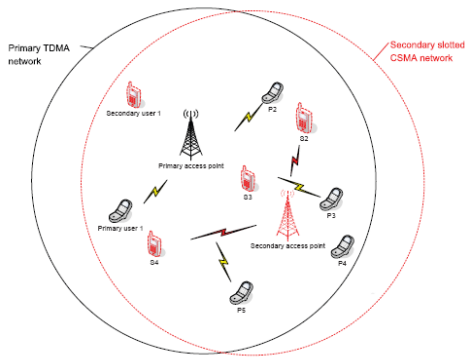 Primary TDMA
network
Secondary slotted
CSMA network
Secondary user 1
P2
S2
Primary access point
S3
P3
Primary user 1
Secondary access point
S4
P4
P5